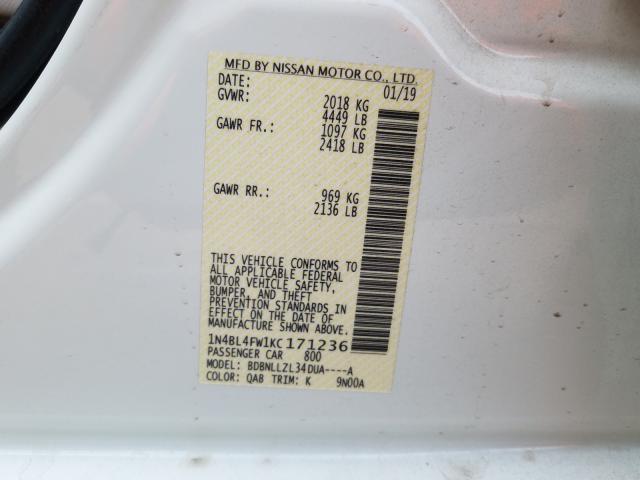 MFD BY NISSAN MOTOR CO., LTD.
DATE: 01/19
GVWR: 2018 KG
4449 LB
GAWR FR.: 1097 KG
2418 LB
GAWR RR.: 969 KG
2136 LB
THIS VEHICLE CONFORMS TO
ALL APPLICABLE FEDERAL
MOTOR VEHICLE SAFETY,
BUMPER, AND THEFT
PREVENTION STANDARDS IN
EFFECT ON THE DATE OF
MANUFACTURE SHOWN ABOVE.
1N4BL4FW1KC171236
PASSENGER CAR 800
MODEL: BDBNLLZL34DUA----A
COLOR: QAB TRIM: K 9N00A